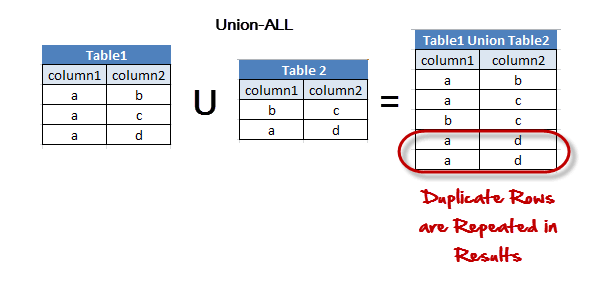 Union-ALL
Table1
column1 column2
a b
a c
a d
U
Table 2
column1 column2
b c
a d
=
Table1 Union Table2
column1 column2
a b
a c
b c
a d
a d
Duplicate Rows
are Repeated in
Results